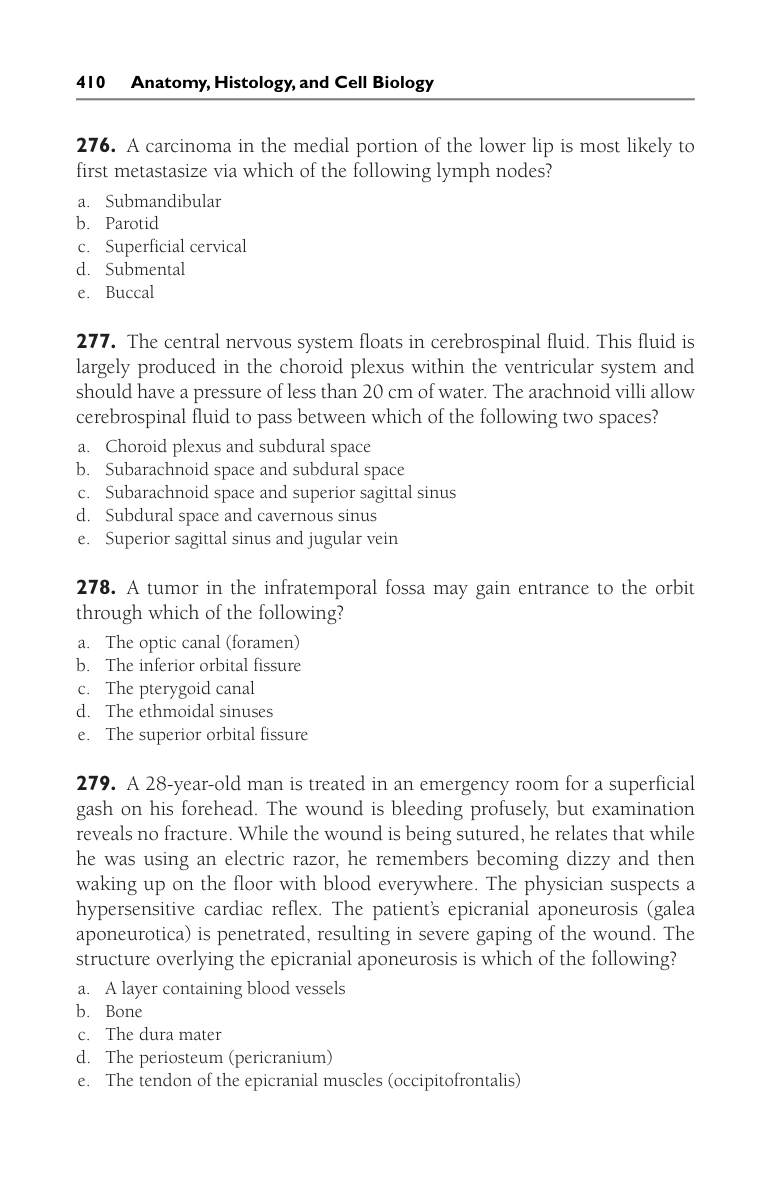 410 Anatomy, Histology, and Cell Biology
276. A carcinoma in the medial portion of the lower lip is most likely to
first metastasize via which of the following lymph nodes?
a. Submandibular
b. Parotid
c. Superficial cervical
d. Submental
e. Buccal
277. The central nervous system floats in cerebrospinal fluid. This fluid is
largely produced in the choroid plexus within the ventricular system and
should have a pressure of less than 20 cm of water. The arachnoid villi allow
cerebrospinal fluid to pass between which of the following two spaces?
a. Choroid plexus and subdural space
b. Subarachnoid space and subdural space
c. Subarachnoid space and superior sagittal sinus
d. Subdural space and cavernous sinus
e. Superior sagittal sinus and jugular vein
278. A tumor in the infratemporal fossa may gain entrance to the orbit
through which of the following?
a. The optic canal (foramen)
b. The inferior orbital fissure
c. The pterygoid canal
d. The ethmoidal sinuses
e. The superior orbital fissure
279. A 28-year-old man is treated in an emergency room for a superficial
gash on his forehead. The wound is bleeding profusely, but examination
reveals no fracture. While the wound is being sutured, he relates that while
he was using an electric razor, he remembers becoming dizzy and then
waking up on the floor with blood everywhere. The physician suspects a
hypersensitive cardiac reflex. The patient's epicranial aponeurosis (galea
aponeurotica) is penetrated, resulting in severe gaping of the wound. The
structure overlying the epicranial aponeurosis is which of the following?
a. A layer containing blood vessels
b. Bone
c. The dura mater
d. The periosteum (pericranium)
e. The tendon of the epicranial muscles (occipitofrontalis)